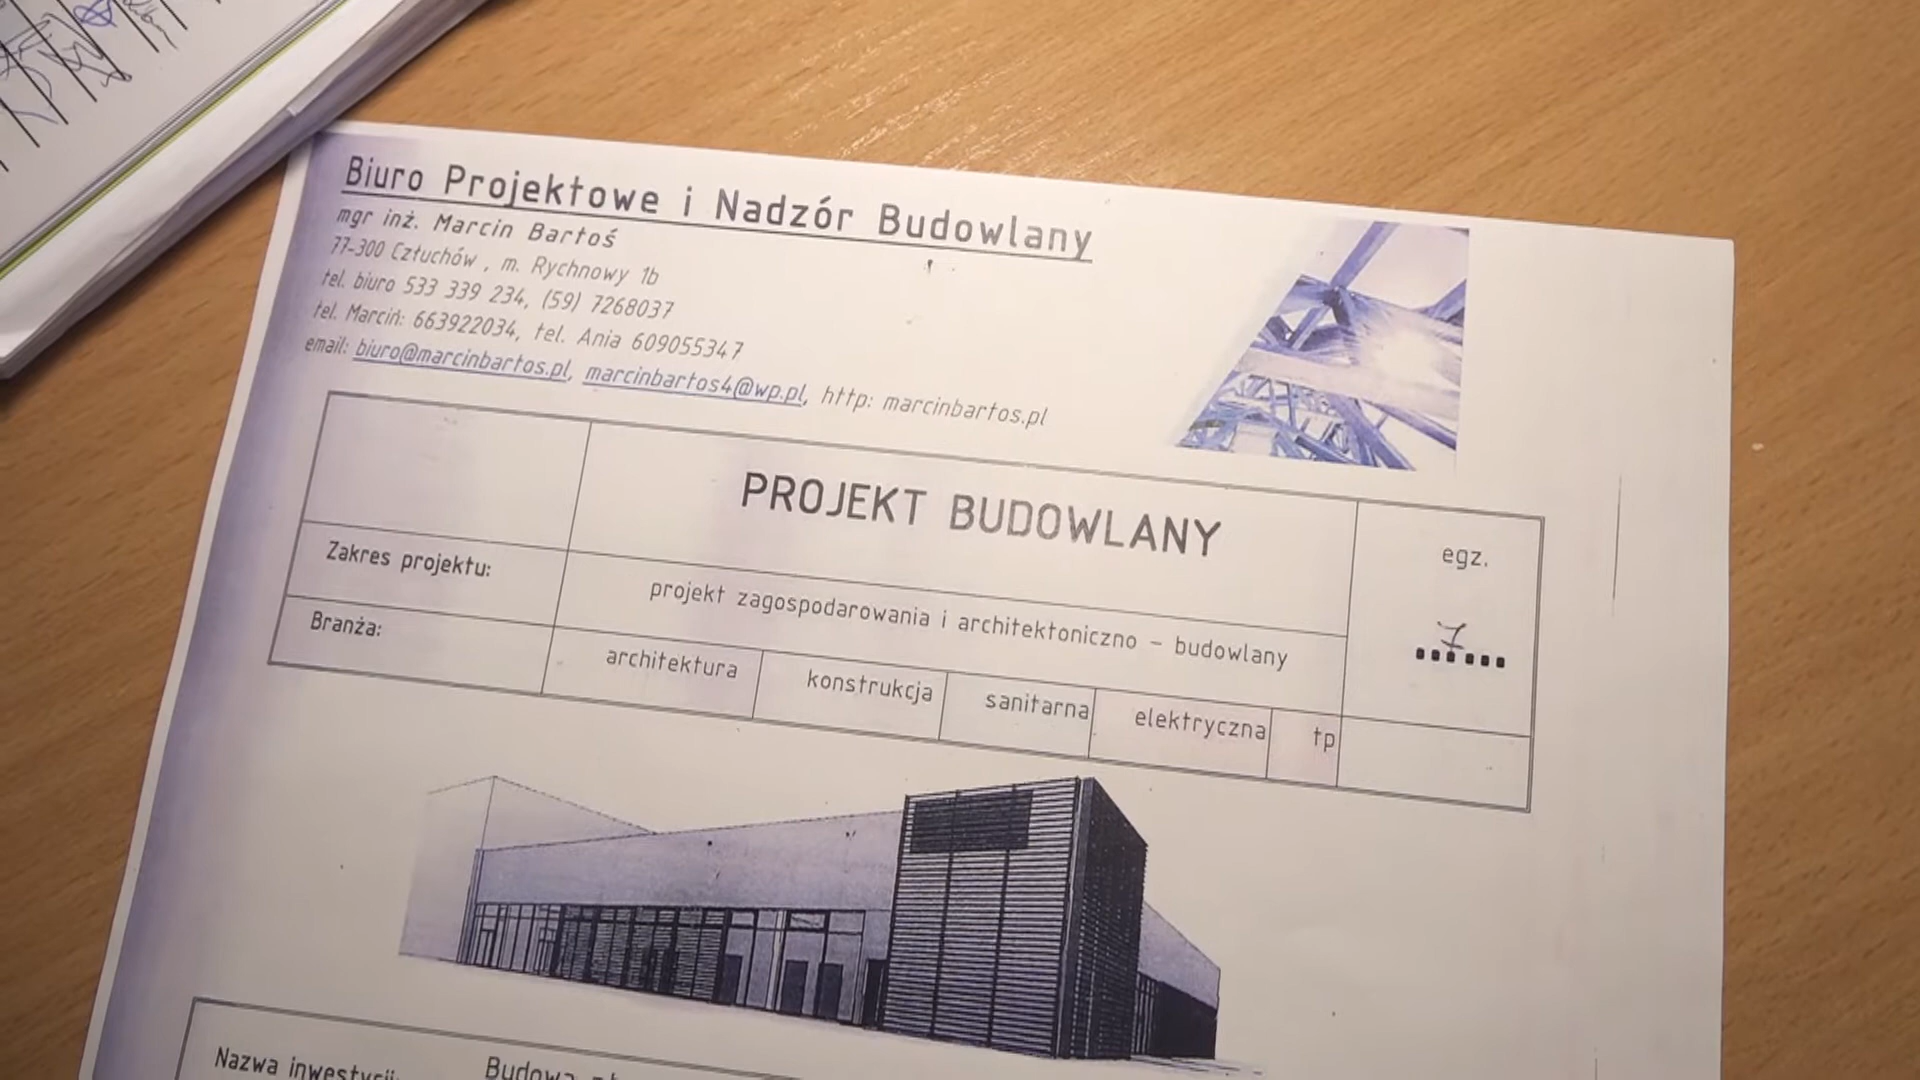 Biuro Projektowe i Nadzór Budowlany
mgr inż. Marcin Bartoś
77-300 Człuchów , m. Rychnowy 1b
tel. biuro 533 339 234, (59) 7268037
tel. Marcin: 663922034, tel. Ania 609055347
email: biuro@marcinbartos.pl, marcinbartos4@wp.pl, http: marcinbartos.pl
PROJEKT BUDOWLANY
egz.
7
Zakres projektu:
projekt zagospodarowania i architektoniczno - budowlany
Branża:
architektura
konstrukcja
sanitarna
elektryczna
tp
Nazwa inwestycji:
Budowa